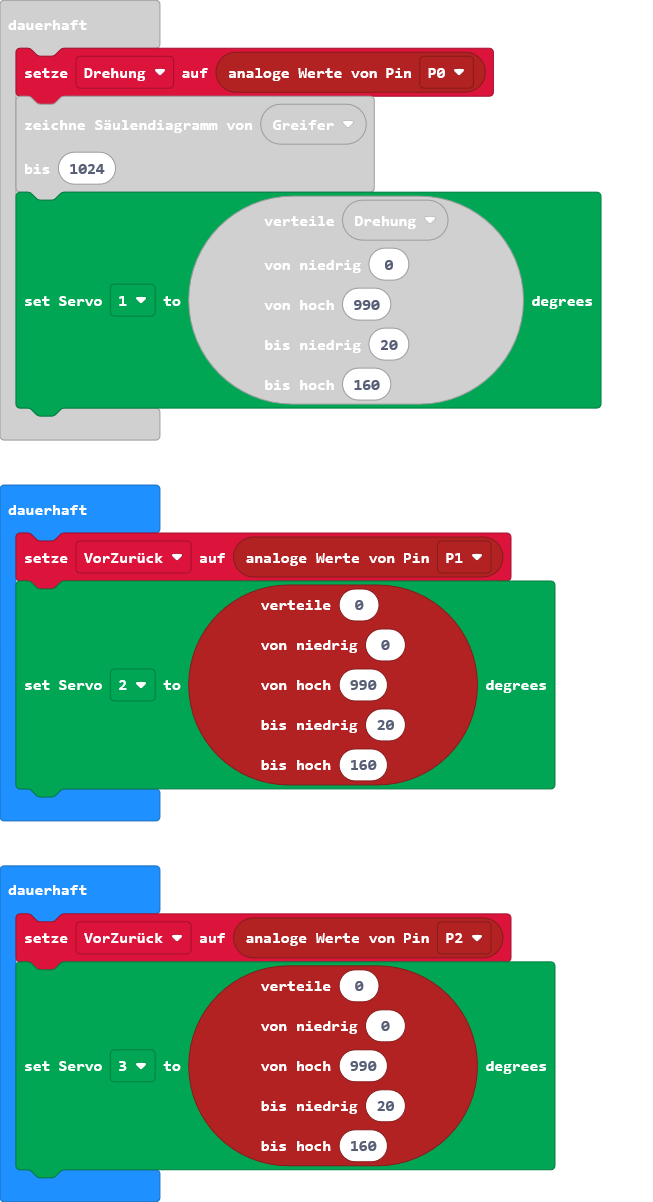 dauerhaft
setze Drehung auf analoge Werte von Pin P0
zeichne Säulendiagramm von Greifer
bis 1024
verteile Drehung
von niedrig 0
set Servo 1 to von hoch 990 degrees
bis niedrig 20
bis hoch 160
dauerhaft
setze VorZurück auf analoge Werte von Pin P1
verteile 0
von niedrig 0
set Servo 2 to von hoch 990 degrees
bis niedrig 20
bis hoch 160
dauerhaft
setze VorZurück auf analoge Werte von Pin P2
verteile 0
von niedrig 0
set Servo 3 to von hoch 990 degrees
bis niedrig 20
bis hoch 160